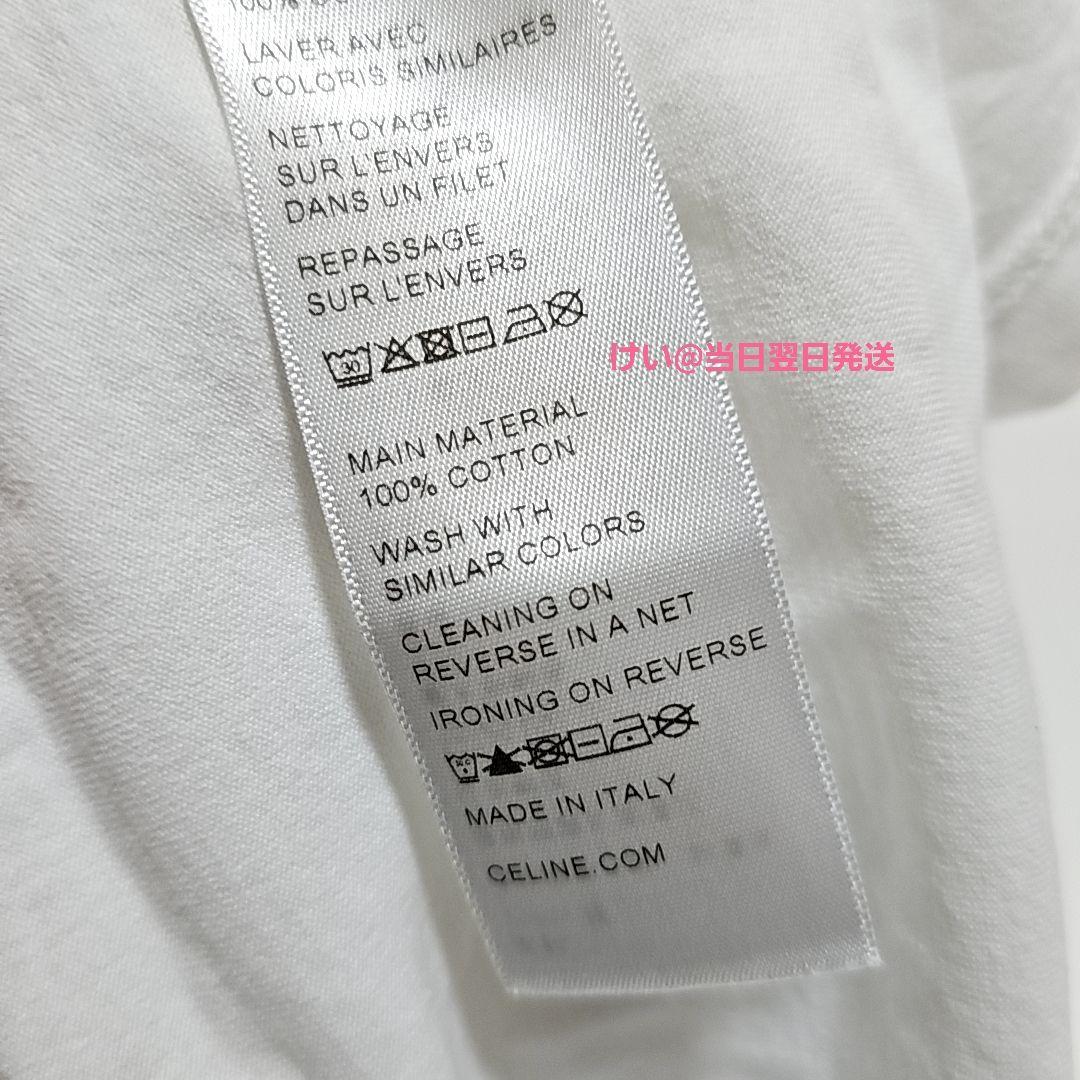 100%
LAVER AVEC
COLORIS SIMILAIRES
NETTOYAGE
SUR L'ENVERS
DANS UN FILET
REPASSAGE
SUR L'ENVERS
30
けい@当日翌日発送
MAIN MATERIAL
100% COTTON
WASH WITH
SIMILAR COLORS
CLEANING ON
REVERSE IN A NET
IRONING ON REVERSE
MADE IN ITALY
CELINE.COM